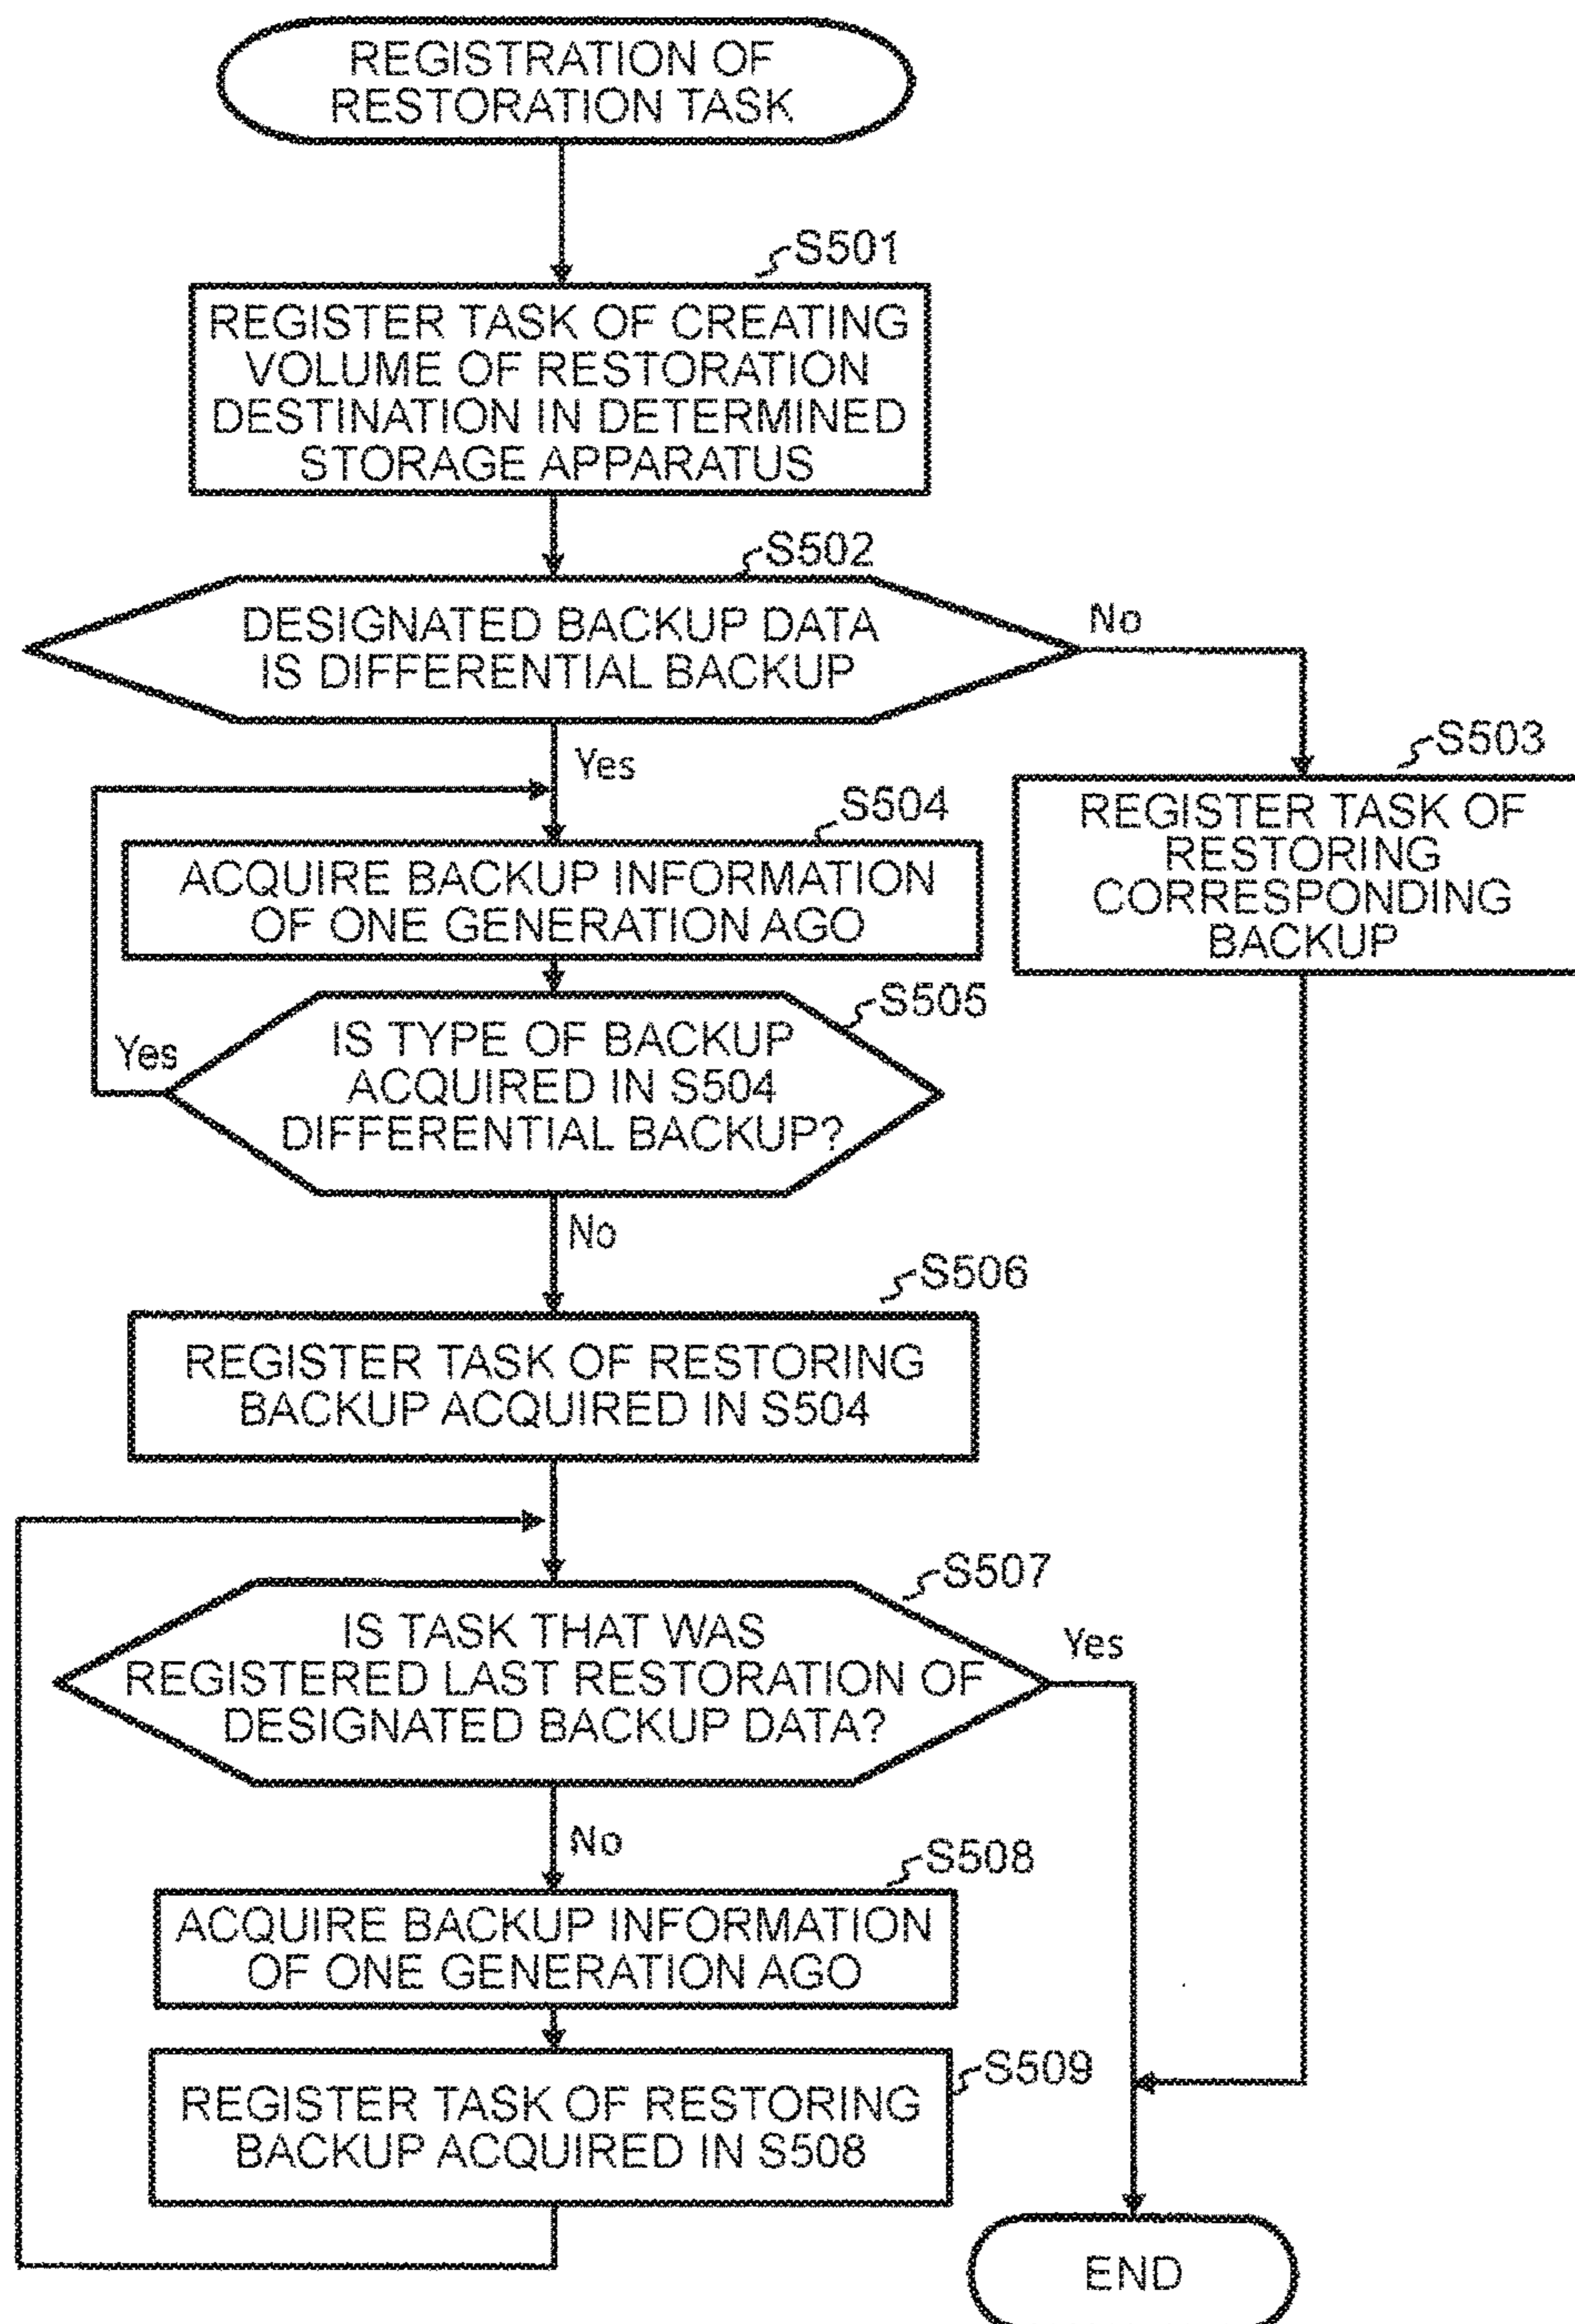 REGISTRATION OF
RESTORATION TASK
S501
REGISTER TASK OF CREATING
VOLUME OF RESTORATION
DESTINATION IN DETERMINED
STORAGE APPARATUS
S502
DESIGNATED BACKUP DATA
IS DIFFERENTIAL BACKUP
No
Yes
S503
REGISTER TASK OF
RESTORING
CORRESPONDING
BACKUP
S504
ACQUIRE BACKUP INFORMATION
OF ONE GENERATION AGO
S505
IS TYPE OF BACKUP
ACQUIRED IN S504
DIFFERENTIAL BACKUP?
Yes
No
S506
REGISTER TASK OF RESTORING
BACKUP ACQUIRED IN S504
S507
IS TASK THAT WAS
REGISTERED LAST RESTORATION OF
DESIGNATED BACKUP DATA?
Yes
No
S508
ACQUIRE BACKUP INFORMATION
OF ONE GENERATION AGO
S509
REGISTER TASK OF RESTORING
BACKUP ACQUIRED IN S508
END